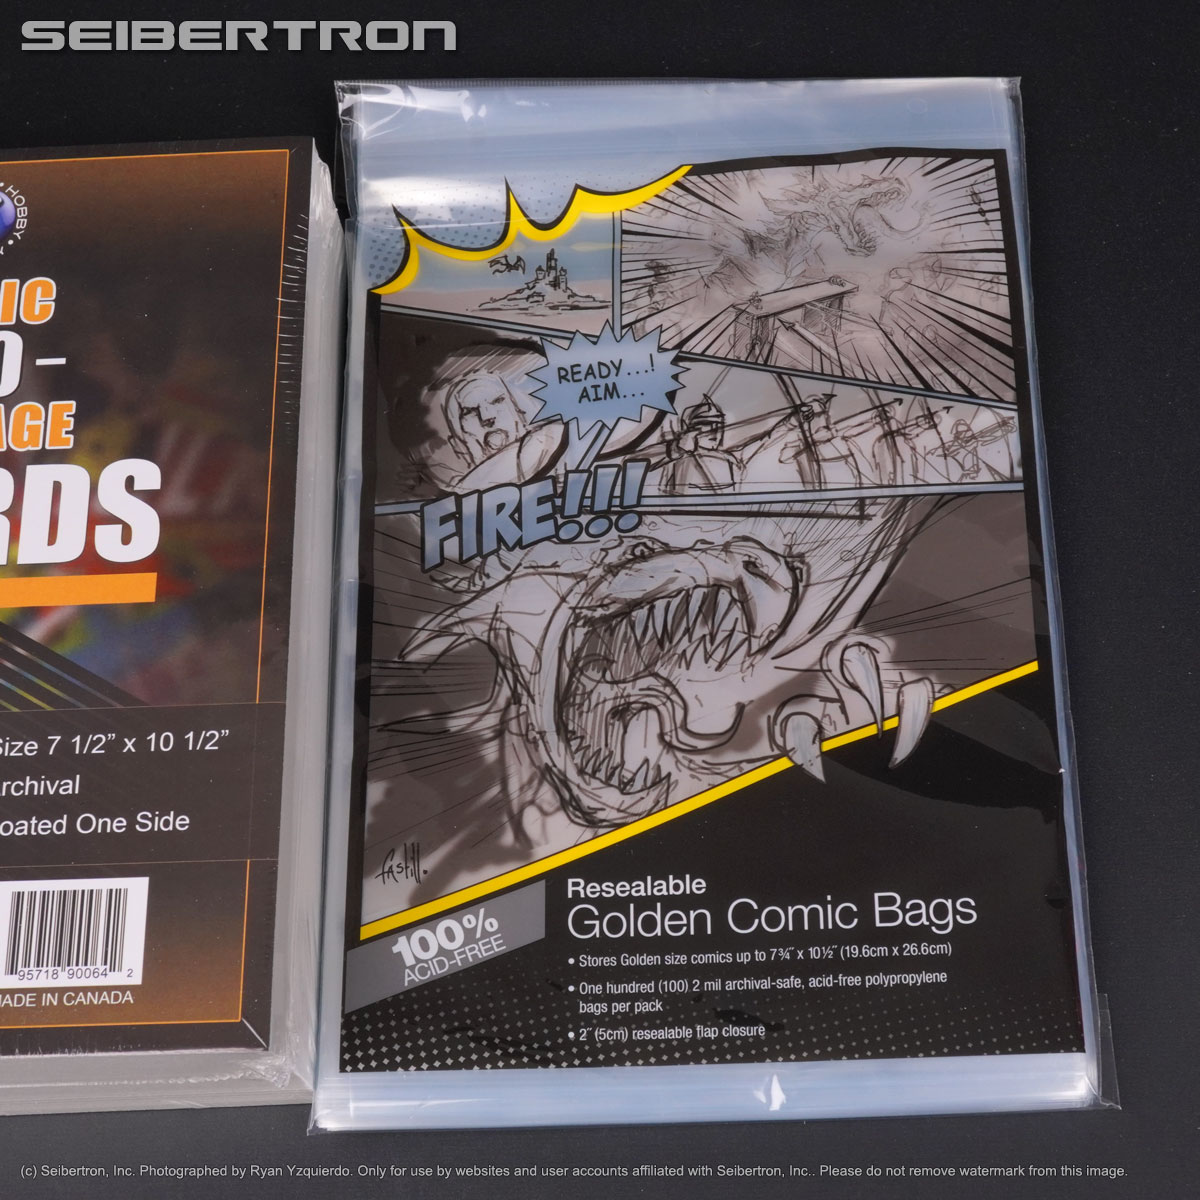 SEIBERTRON
HOBBY
IC
O –
AGE
RDS
Size 7 1/2” x 10 1/2”
rchival
oated One Side
95718 90064 2
MADE IN CANADA
READY...!
AIM...
FIRE!!!
fastill.
100%
ACID-FREE
Resealable
Golden Comic Bags
• Stores Golden size comics up to 7¾″ x 10½″ (19.6cm x 26.6cm)
• One hundred (100) 2 mil archival-safe, acid-free polypropylene
bags per pack
• 2″ (5cm) resealable flap closure
(c) Seibertron, Inc. Photographed by Ryan Yzquierdo. Only for use by websites and user accounts affiliated with Seibertron, Inc.. Please do not remove watermark from this image.